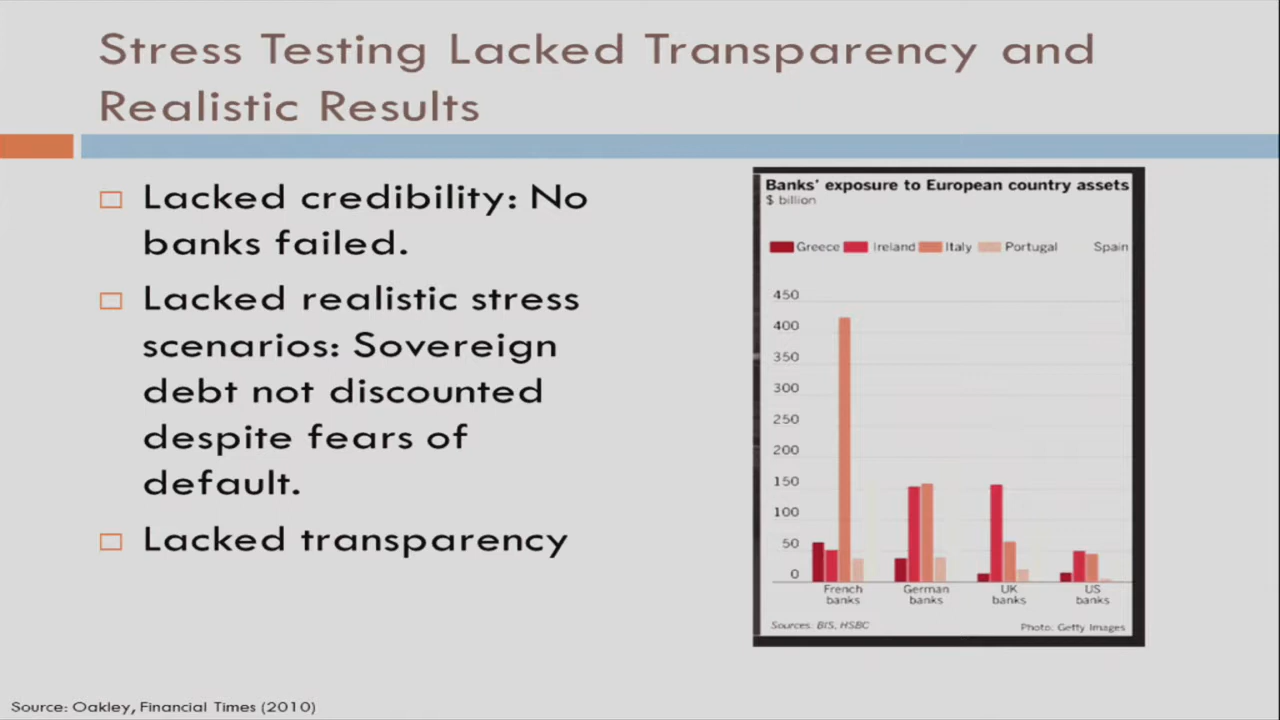 Stress Testing Lacked Transparency and
Realistic Results
Lacked credibility: No
banks failed.
Lacked realistic stress
scenarios: Sovereign
debt not discounted
despite fears of
default.
Lacked transparency
Banks' exposure to European country assets
$ billion
Greece Ireland Italy Portugal Spain
450
400
350
300
250
200
150
100
50
0
French banks
German banks
UK banks
US banks
Sources: BIS, HSBC
Photo: Getty Images
Source: Oakley, Financial Times (2010)